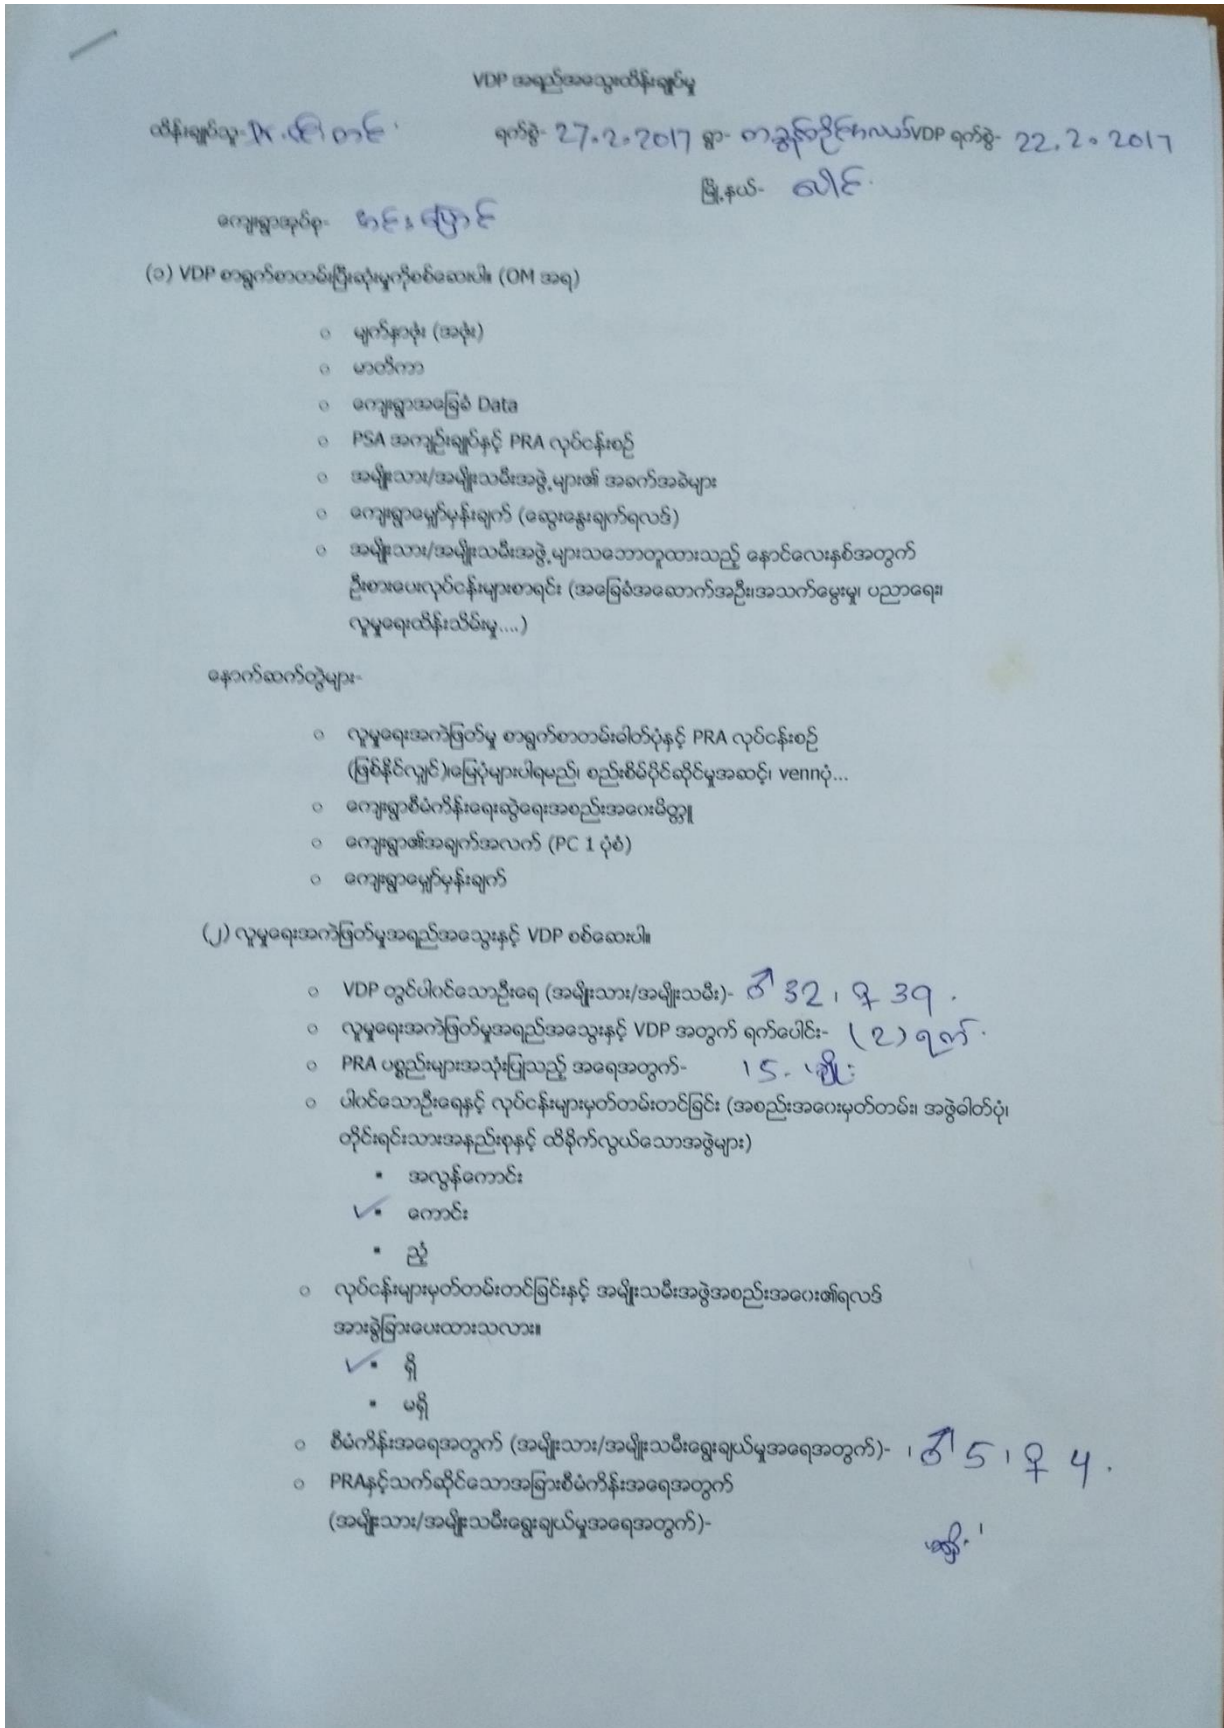 VDP အရည်အသွေးထိန်းချုပ်မှု
ထိန်းချုပ်သူ- Dr. ရက်စွဲ- 27.2.2017 ရွာ- VDP ရက်စွဲ- 22.2.2017
မြို့နယ်- ပေါင်
ကျေးရွာအုပ်စု-
(၁) VDP စာရွက်စာတမ်းပြီးဆုံးမှုကိုစစ်ဆေးပါ။ (OM အရ)
○ မျက်နှာဖုံး (အဖုံး)
○ မာတိကာ
○ ကျေးရွာအခြေခံ Data
○ PSA အကျဉ်းချုပ်နှင့် PRA လုပ်ငန်းစဉ်
○ အမျိုးသား/အမျိုးသမီးအဖွဲ့များ၏ အခက်အခဲများ
○ ကျေးရွာမျှော်မှန်းချက် (ဆွေးနွေးချက်ရလဒ်)
○ အမျိုးသား/အမျိုးသမီးအဖွဲ့များသဘောတူထားသည့် နောင်လေးနှစ်အတွက်
ဦးစားပေးလုပ်ငန်းများစာရင်း (အခြေခံအဆောက်အဦး၊အသက်မွေးမှု၊ ပညာရေး၊
လူမှုရေးထိန်းသိမ်းမှု....)
နောက်ဆက်တွဲများ-
○ လူမှုရေးအကဲဖြတ်မှု စာရွက်စာတမ်းဓါတ်ပုံနှင့် PRA လုပ်ငန်းစဉ်
(ဖြစ်နိုင်လျှင်)၊မြေပုံများပါရမည်၊ စည်းစိမ်ပိုင်ဆိုင်မှုအဆင့်၊ vennပုံ...
○ ကျေးရွာစီမံကိန်းရေးဆွဲရေးအစည်းအဝေးမိတ္တူ
○ ကျေးရွာ၏အချက်အလက် (PC 1 ပုံစံ)
○ ကျေးရွာမျှော်မှန်းချက်
(၂) လူမှုရေးအကဲဖြတ်မှုအရည်အသွေးနှင့် VDP စစ်ဆေးပါ။
○ VDP တွင်ပါဝင်သောဦးရေ (အမျိုးသား/အမျိုးသမီး)- ♂ 32၊ ♀ 39.
○ လူမှုရေးအကဲဖြတ်မှုအရည်အသွေးနှင့် VDP အတွက် ရက်ပေါင်း- (2) ရက်.
○ PRA ပစ္စည်းများအသုံးပြုသည့် အရေအတွက်- 15. မျိုး
○ ပါဝင်သောဦးရေနှင့် လုပ်ငန်းများမှတ်တမ်းတင်ခြင်း (အစည်းအဝေးမှတ်တမ်း၊ အဖွဲဓါတ်ပုံ၊
တိုင်းရင်းသားအနည်းစုနှင့် ထိခိုက်လွယ်သောအဖွဲများ)
▪ အလွန်ကောင်း
✓▪ ကောင်း
▪ ညံ့
○ လုပ်ငန်းများမှတ်တမ်းတင်ခြင်းနှင့် အမျိုးသမီးအဖွဲအစည်းအဝေး၏ရလဒ်
အားခွဲခြားပေးထားသလား။
✓▪ ရှိ
▪ မရှိ
○ စီမံကိန်းအရေအတွက် (အမျိုးသား/အမျိုးသမီးရွေးချယ်မှုအရေအတွက်)- ၊ ♂ 5၊ ♀ 4.
○ PRAနှင့်သက်ဆိုင်သောအခြားစီမံကိန်းအရေအတွက်
(အမျိုးသား/အမျိုးသမီးရွေးချယ်မှုအရေအတွက်)-